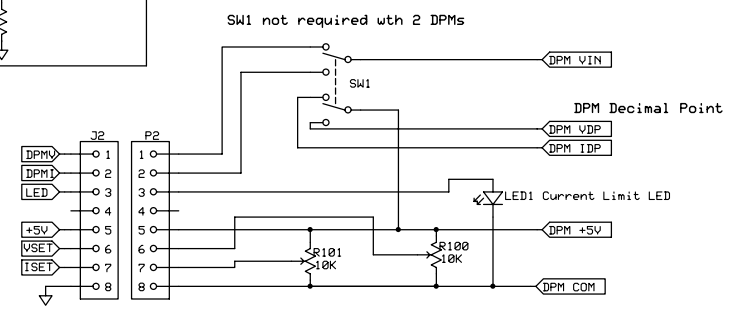 SW1 not required wth 2 DPMs
DPM VIN
SW1
DPM Decimal Point
DPM VDP
DPM IDP
J2
P2
DPMV
1
1
DPMI
2
2
LED
3
3
LED1 Current Limit LED
4
4
+5V
5
5
DPM +5V
VSET
6
6
R101
10K
R100
10K
ISET
7
7
8
8
DPM COM